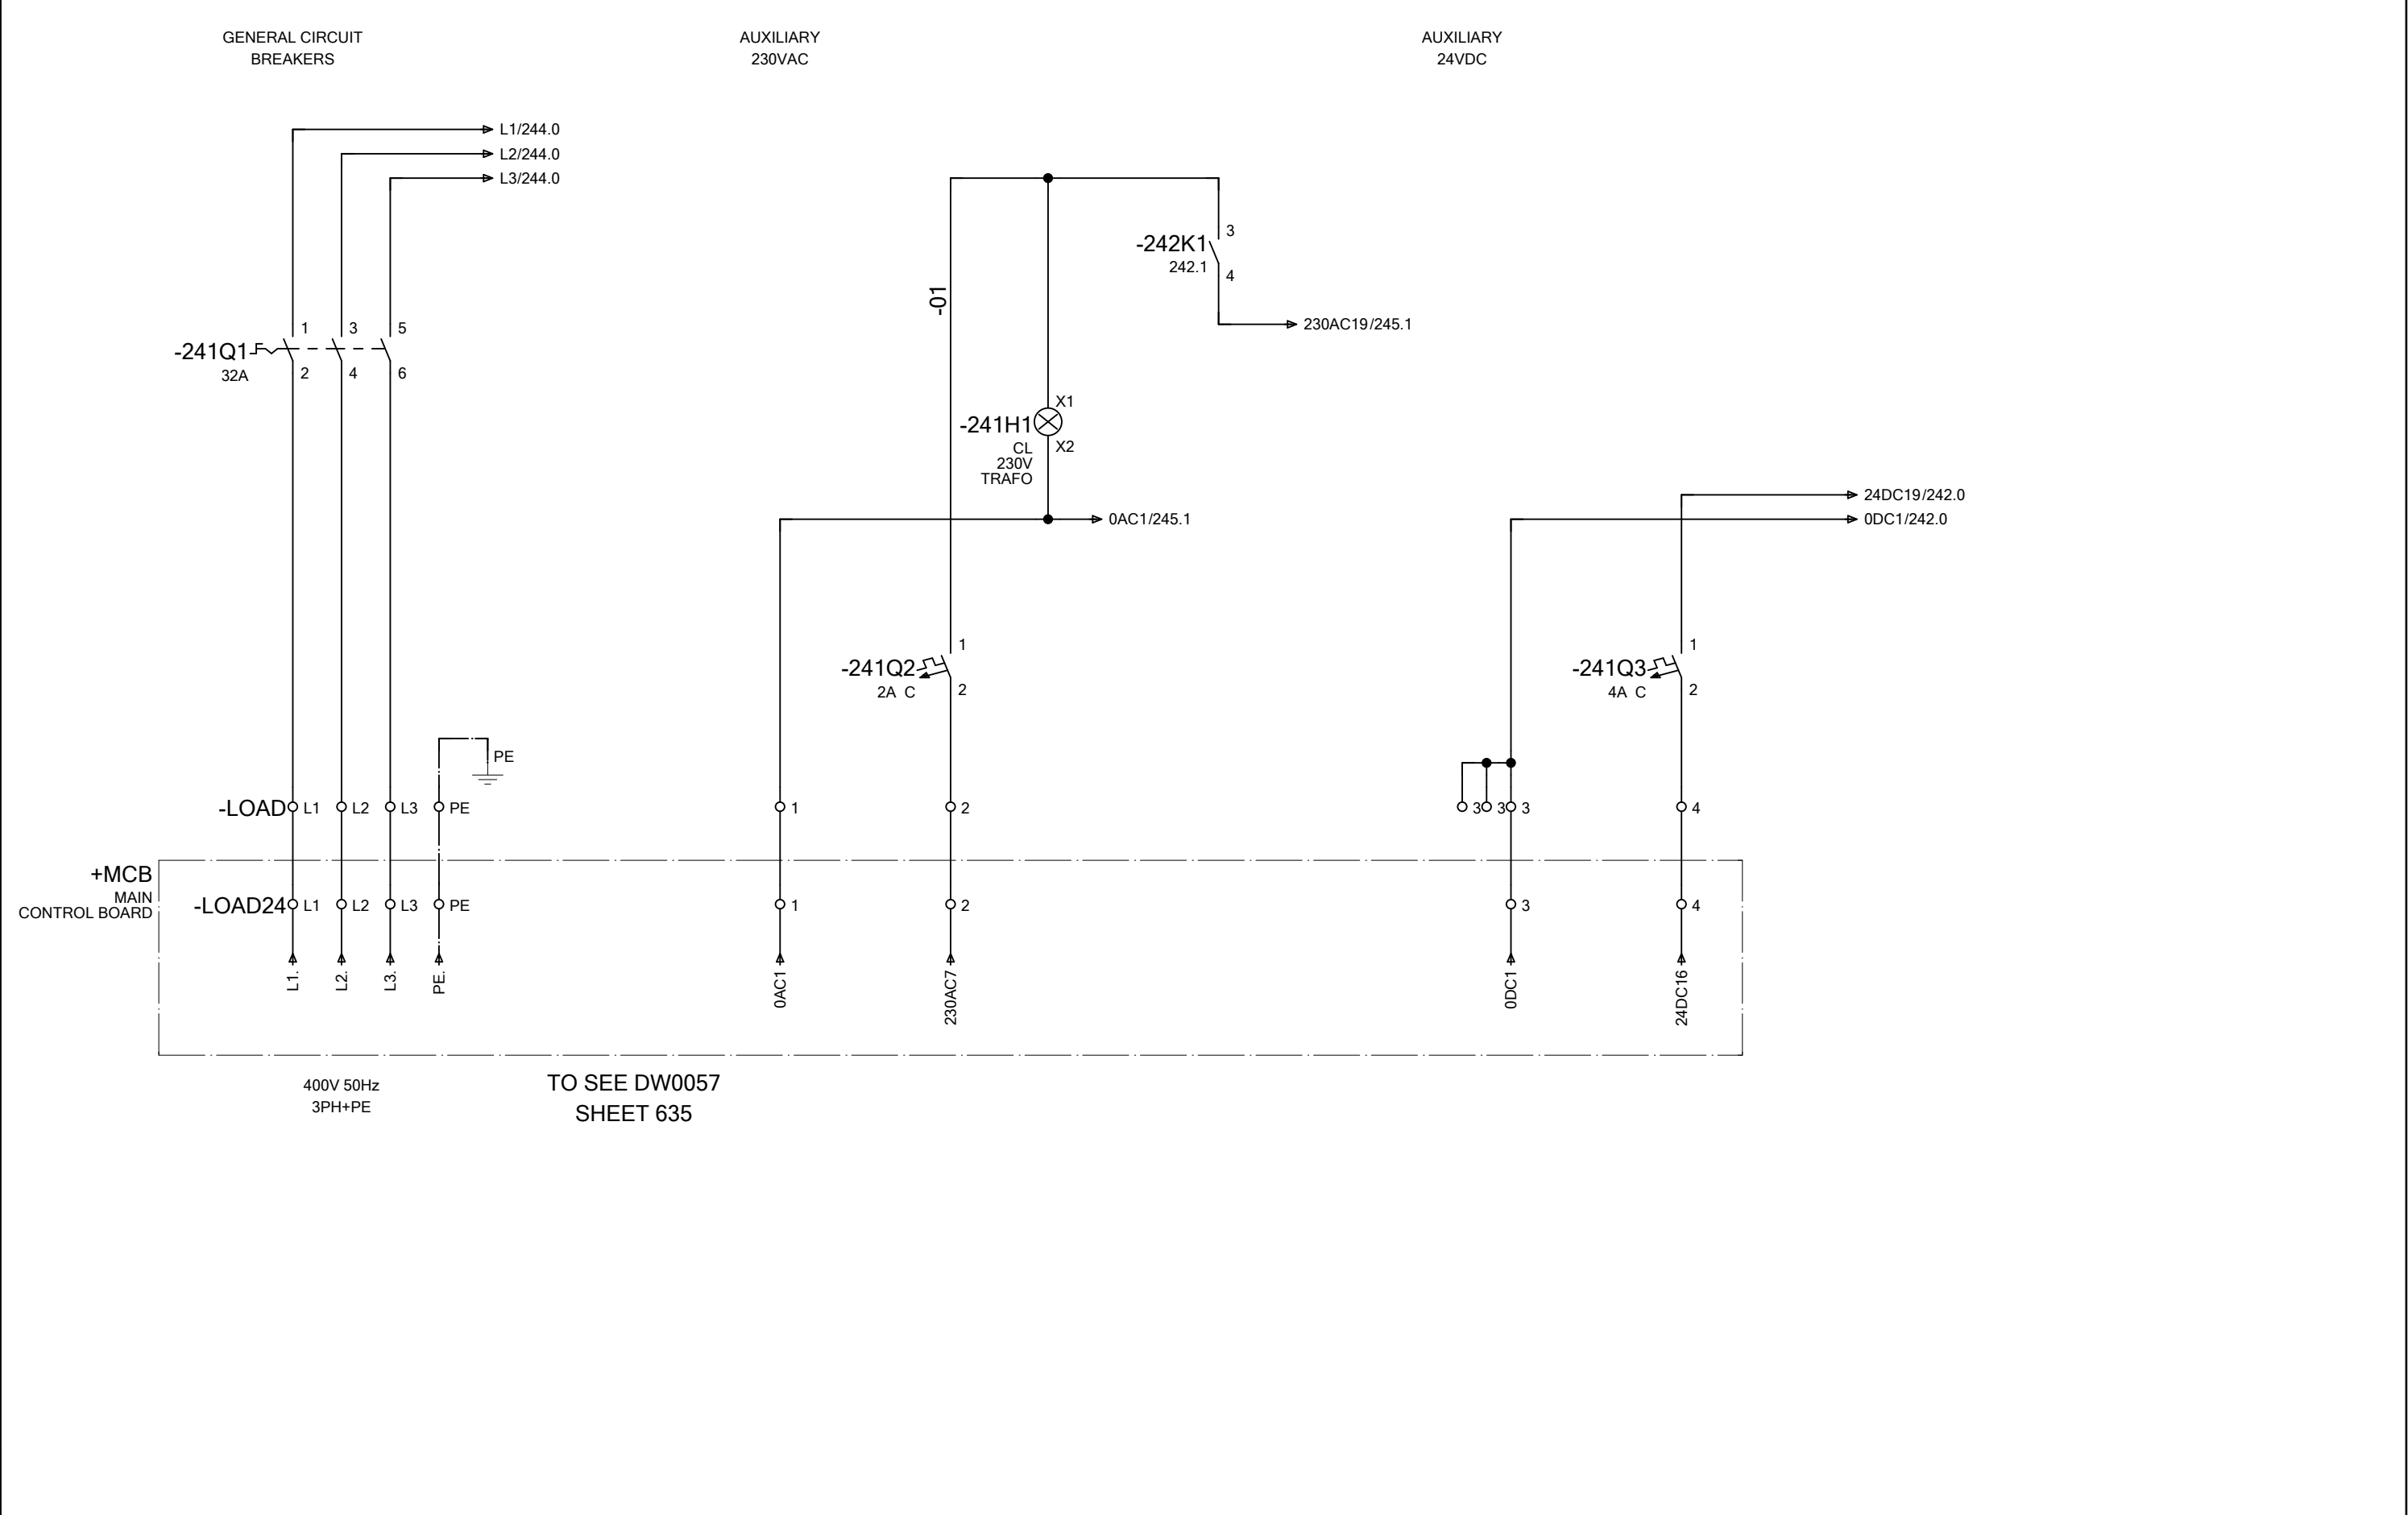 GENERAL CIRCUIT
BREAKERS
AUXILIARY
230VAC
AUXILIARY
24VDC
L1/244.0
L2/244.0
L3/244.0
-242K1
242.1
3
4
-01
230AC19/245.1
-241Q1
32A
1
3
5
2
4
6
-241H1
CL
230V
TRAFO
X1
X2
0AC1/245.1
24DC19/242.0
0DC1/242.0
-241Q2
2A C
1
2
-241Q3
4A C
1
2
PE
-LOAD L1 L2 L3 PE 1 2 3 3 3 4
+MCB
MAIN
CONTROL BOARD
-LOAD24 L1 L2 L3 PE 1 2 3 4
L1.
L2.
L3.
PE.
0AC1
230AC7
0DC1
24DC16
400V 50Hz
3PH+PE
TO SEE DW0057
SHEET 635